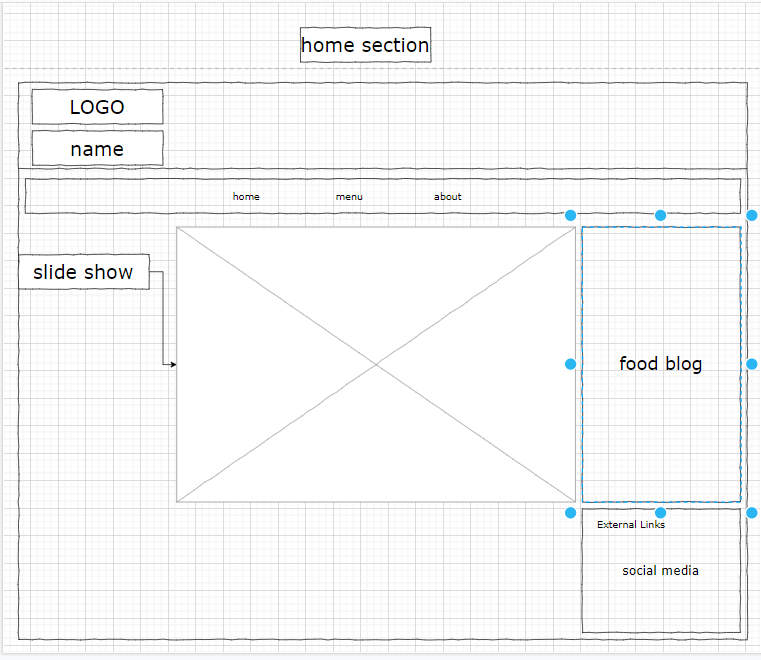 home section
LOGO
name
home menu about
slide show
food blog
External Links
social media